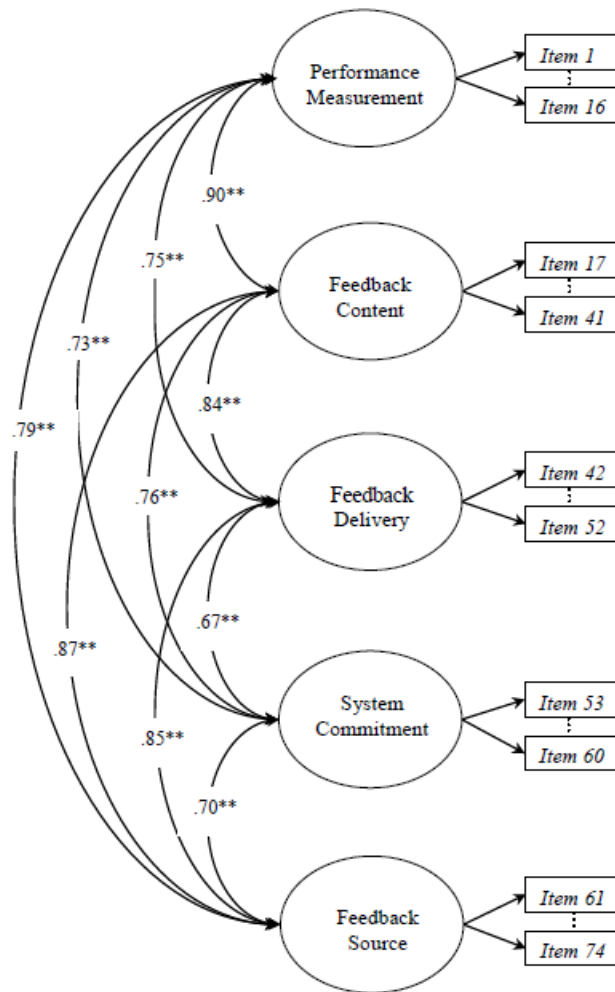 Performance
Measurement
Item 1
Item 16
.90**
.75**
Feedback
Content
Item 17
Item 41
.73**
.79**
.84**
.76**
Feedback
Delivery
Item 42
Item 52
.67**
.87**
.85**
System
Commitment
Item 53
Item 60
.70**
Feedback
Source
Item 61
Item 74